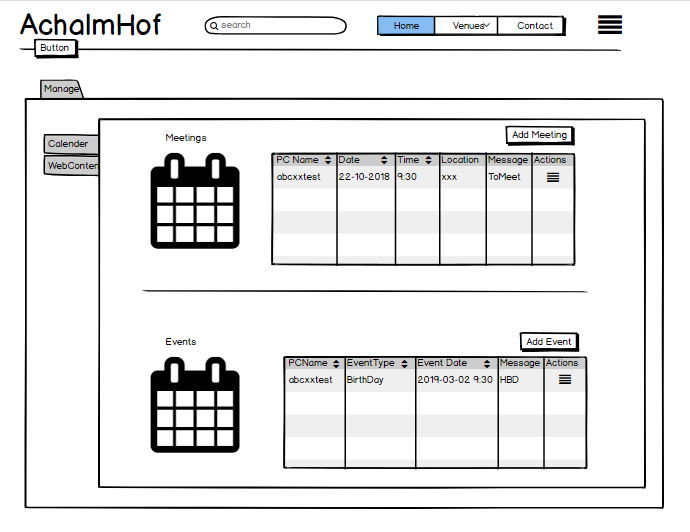 AchalmHof
search
Home Venues Contact
Button
Manage
Calender
WebConten
Meetings
Add Meeting
PC Name Date Time Location Message Actions
abcxxtest 22-10-2018 9:30 xxx ToMeet
Events
Add Event
PCName EventType Event Date Message Actions
abcxxtest BirthDay 2019-03-02 9:30 HBD